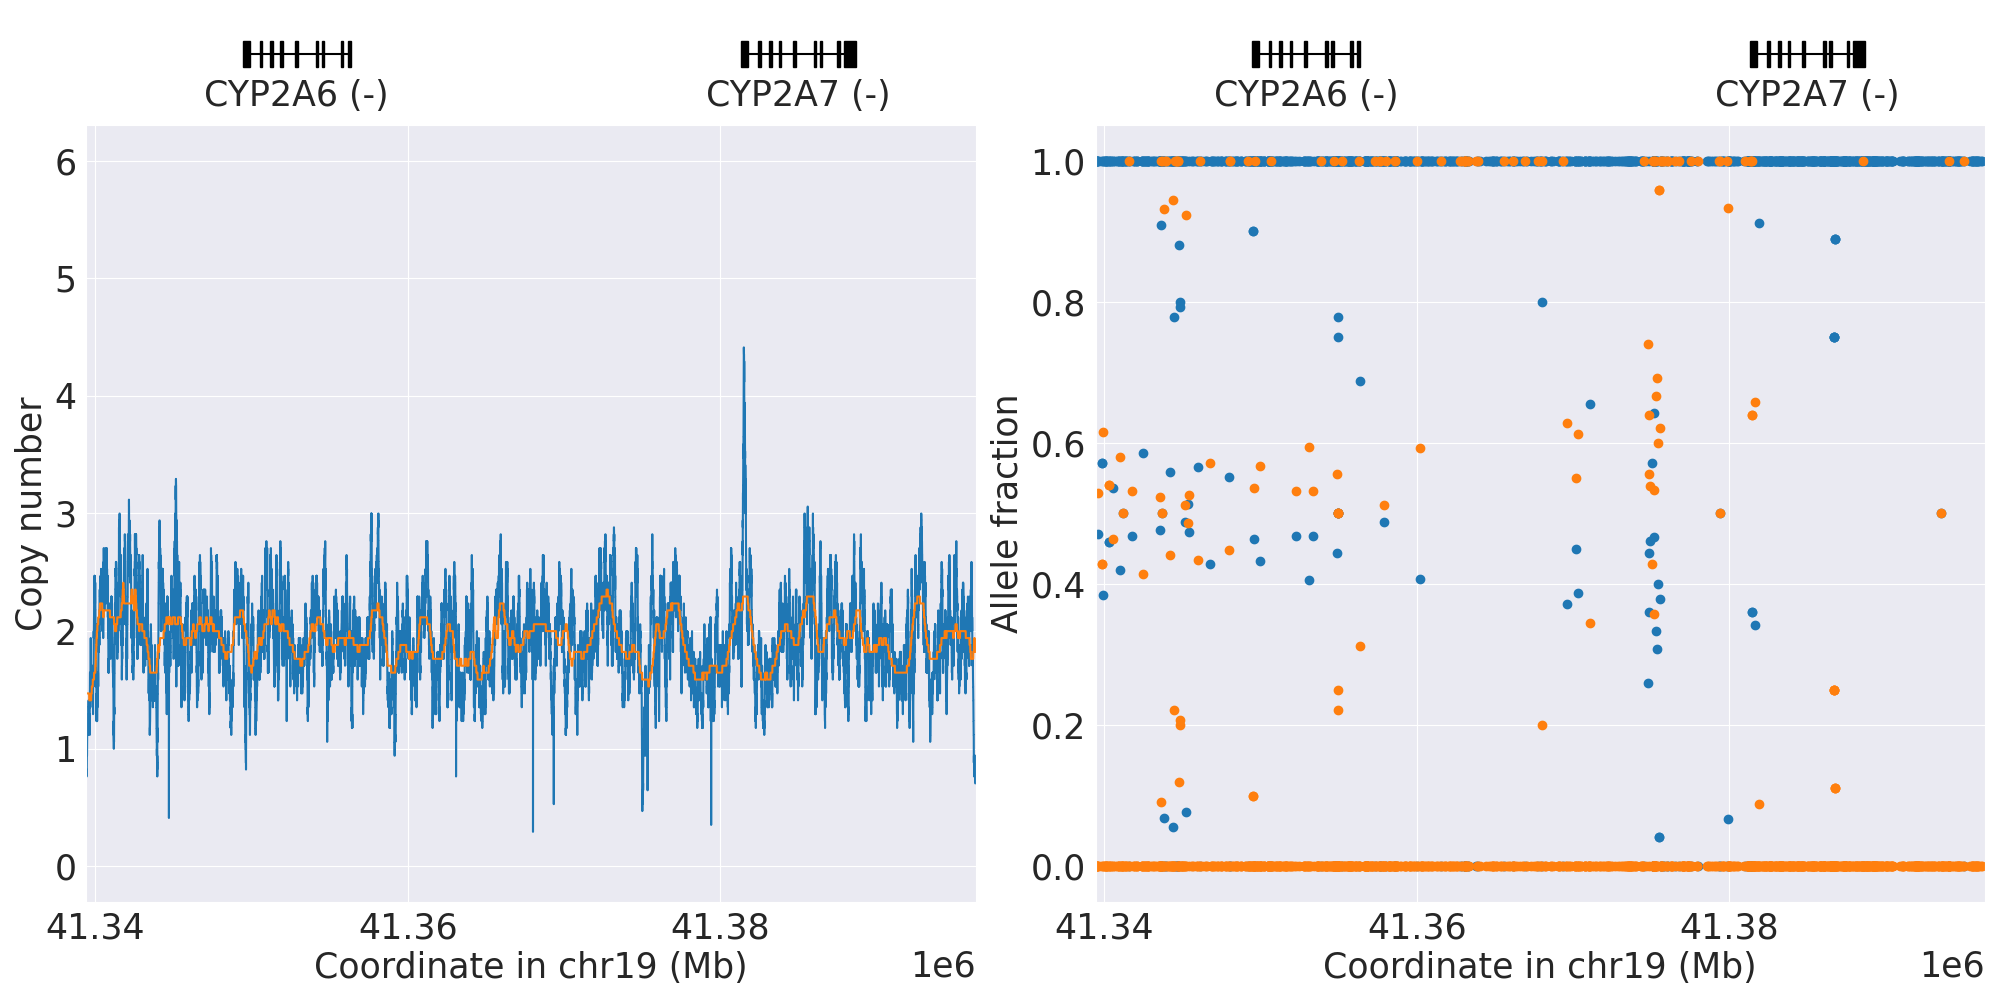 CYP2A6 (-)
CYP2A7 (-)
6
5
4
3
2
1
0
Copy number
41.34
41.36
41.38
Coordinate in chr19 (Mb)
1e6
CYP2A6 (-)
CYP2A7 (-)
1.0
0.8
0.6
0.4
0.2
0.0
Allele fraction
41.34
41.36
41.38
Coordinate in chr19 (Mb)
1e6